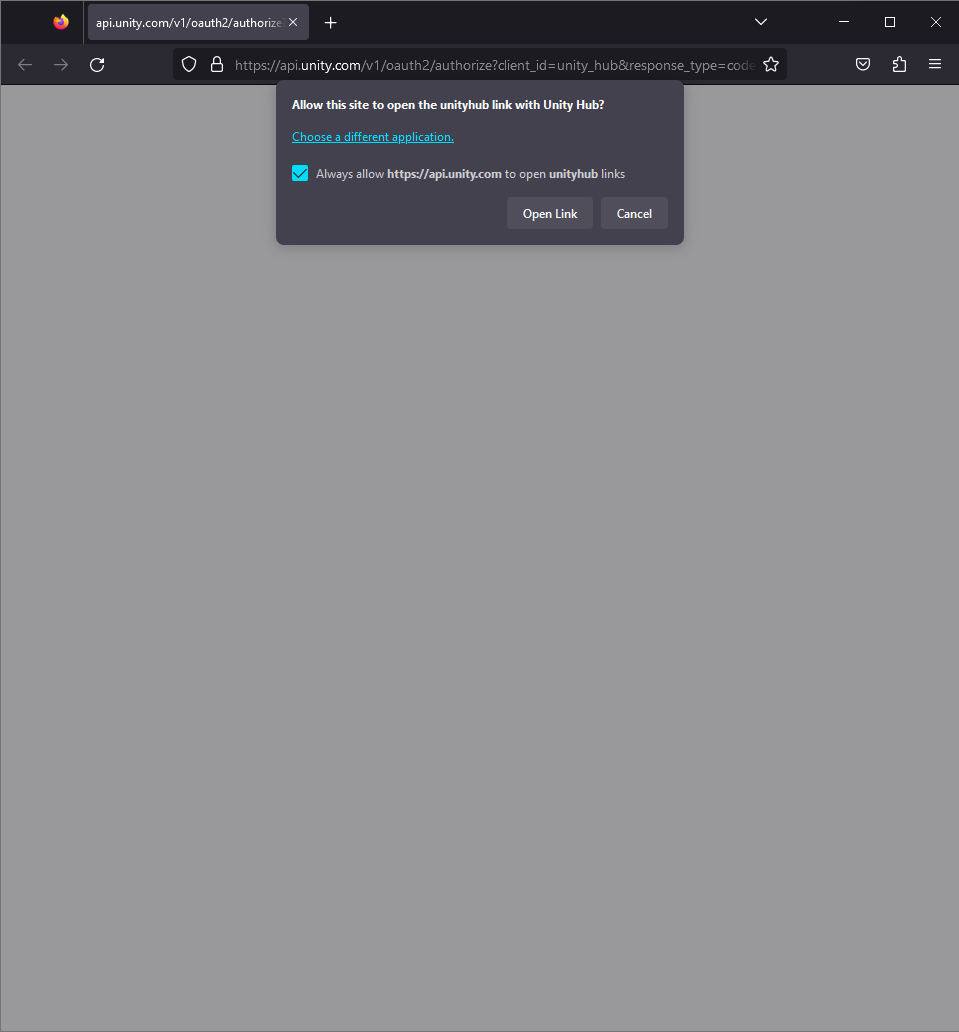 api.unity.com/v1/oauth2/authorize
https://api.unity.com/v1/oauth2/authorize?client_id=unity_hub&response_type=code
Allow this site to open the unityhub link with Unity Hub?
Choose a different application.
Always allow https://api.unity.com to open unityhub links
Open Link
Cancel